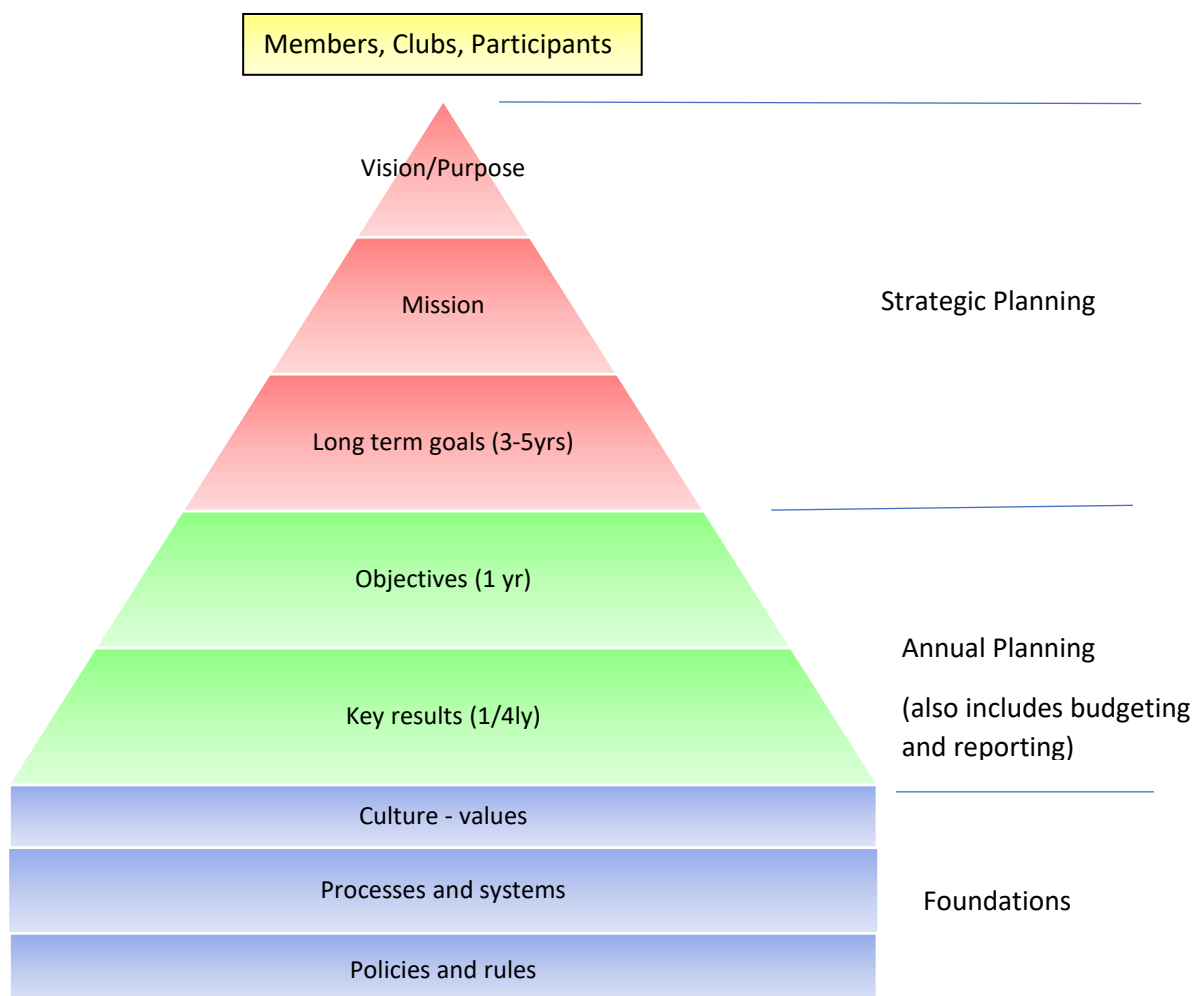 Members, Clubs, Participants
Vision/Purpose
Mission
Strategic Planning
Long term goals (3-5yrs)
Objectives (1 yr)
Annual Planning
(also includes budgeting
and reporting)
Key results (1/4ly)
Culture - values
Processes and systems
Foundations
Policies and rules